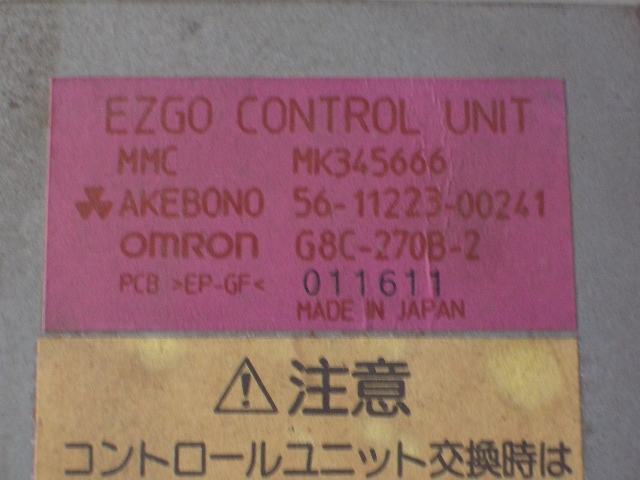 EZGO CONTROL UNIT
MMC MK345666
AKEBONO 56-11223-00241
omron G8C-270B-2
PCB >EP-GF< 011611
MADE IN JAPAN
注意
コントロールユニット交換時は